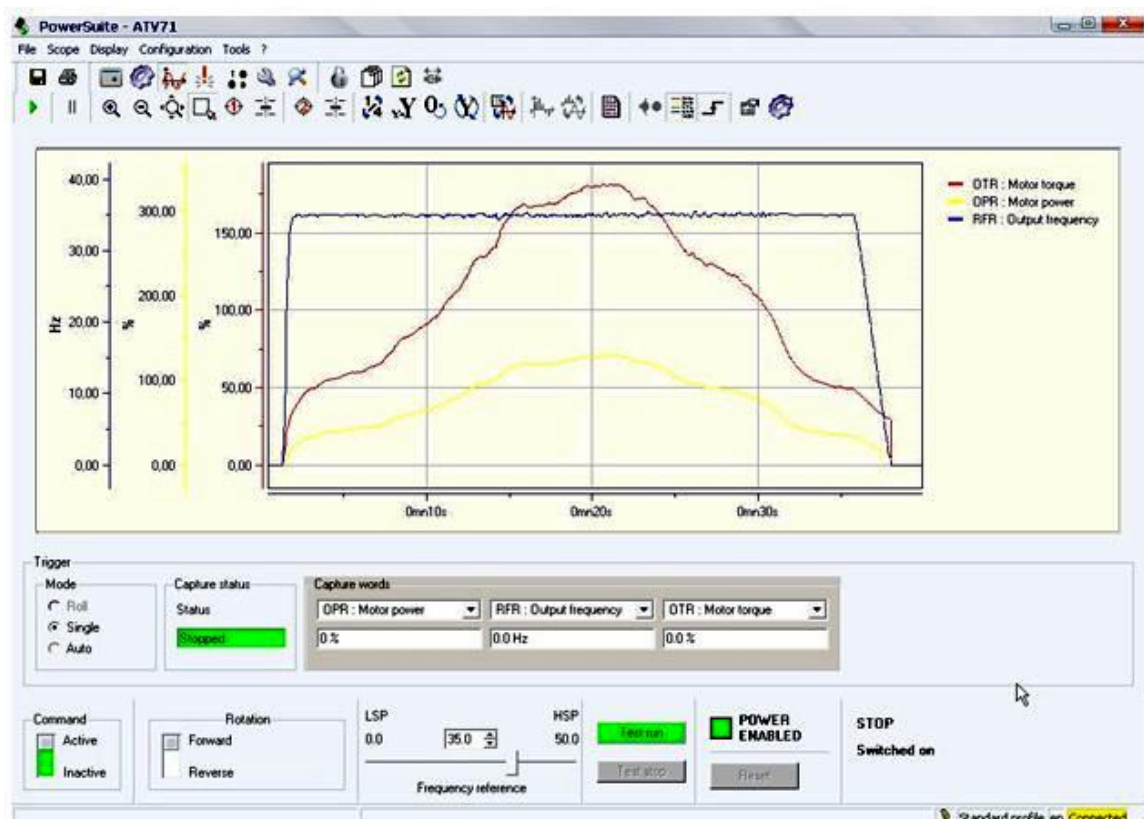 PowerSuite - ATV71
File Scope Display Configuration Tools ?
40,00
30,00
20,00
10,00
0,00
Hz
300,00
200,00
100,00
0,00
%
150,00
100,00
50,00
0,00
%
0mn10s
0mn20s
0mn30s
OTR : Motor torque
OPR : Motor power
RFR : Output frequency
Trigger
Mode
Roll
Single
Auto
Capture status
Status
Stopped
Capture words
OPR : Motor power
RFR : Output frequency
OTR : Motor torque
0 %
0.0 Hz
0.0 %
Command
Active
Inactive
Rotation
Forward
Reverse
LSP
HSP
0.0
35.0
50.0
Frequency reference
Test run
Test stop
POWER
ENABLED
Reset
STOP
Switched on
Standard profile en Connected